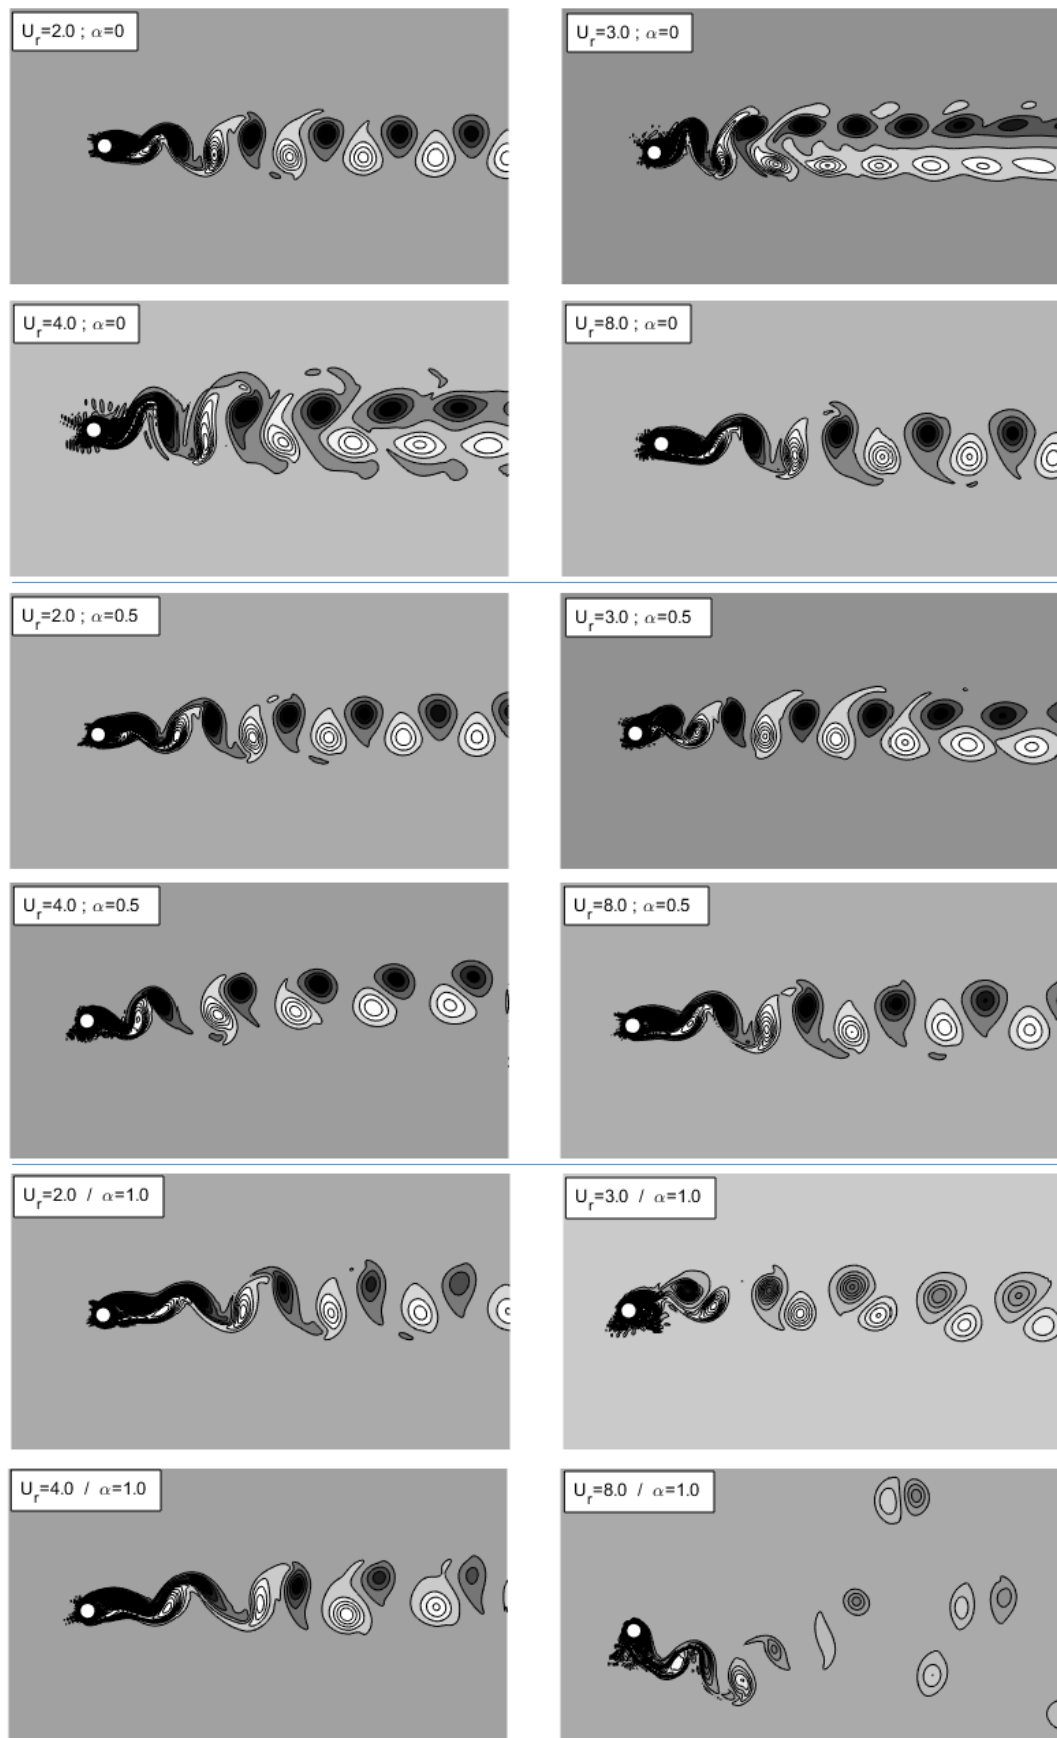 U_r=2.0 ; α=0
U_r=3.0 ; α=0
U_r=4.0 ; α=0
U_r=8.0 ; α=0
U_r=2.0 ; α=0.5
U_r=3.0 ; α=0.5
U_r=4.0 ; α=0.5
U_r=8.0 ; α=0.5
U_r=2.0 / α=1.0
U_r=3.0 / α=1.0
U_r=4.0 / α=1.0
U_r=8.0 / α=1.0